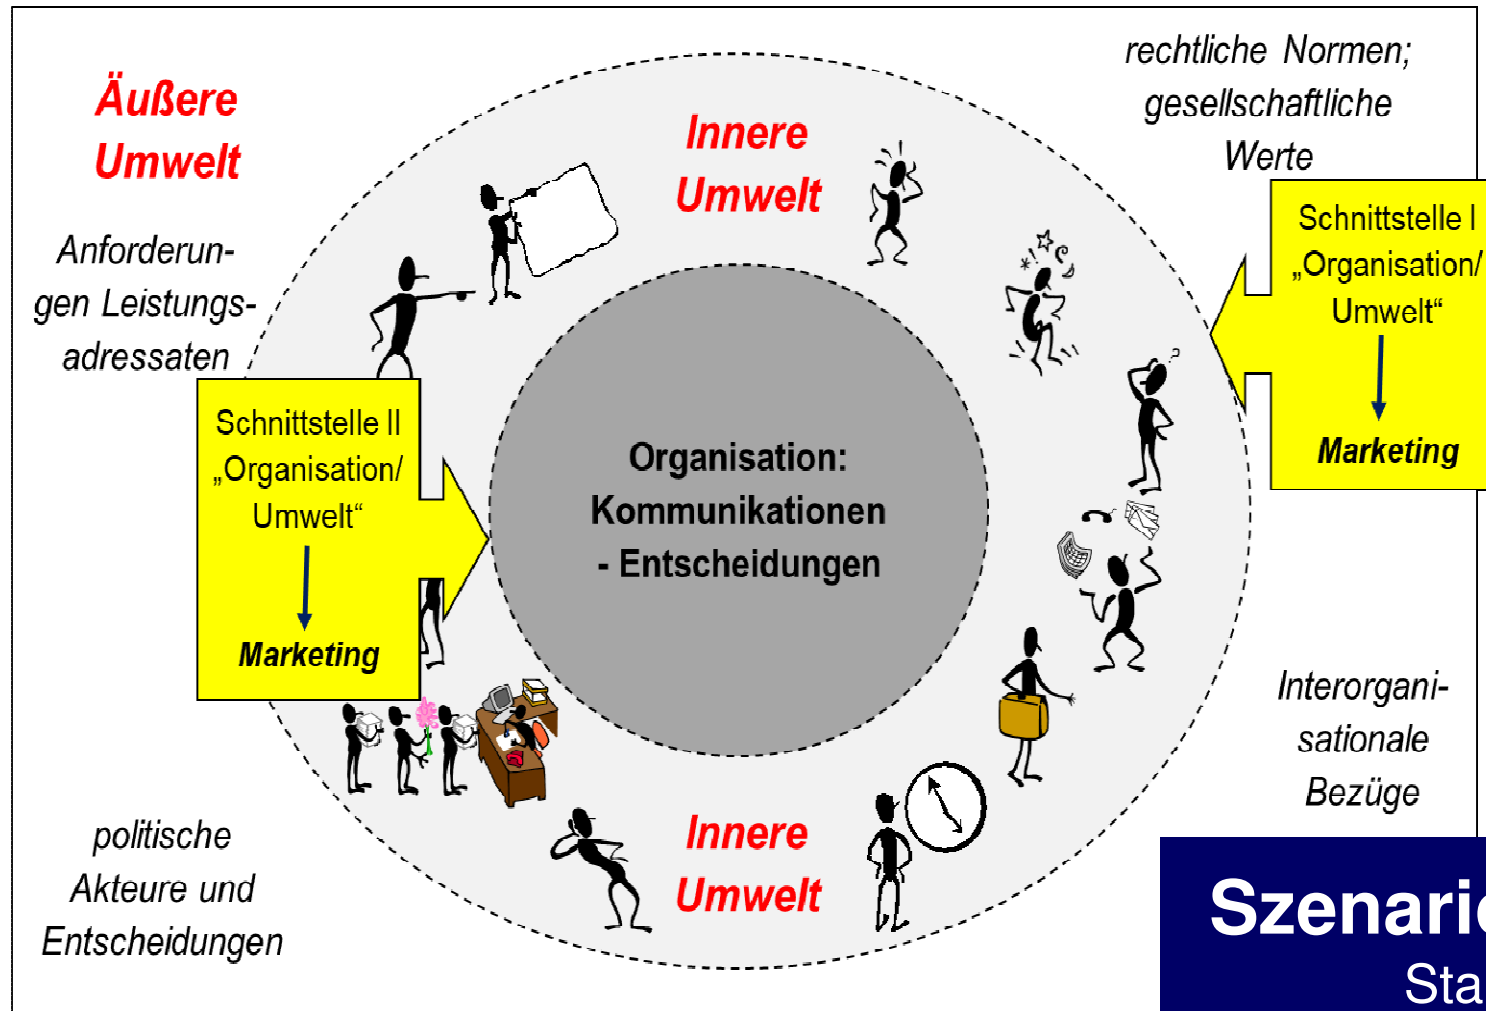 Äußere
Umwelt
Innere
Umwelt
rechtliche Normen;
gesellschaftliche
Werte
Anforderun-
gen Leistungs-
adressaten
Schnittstelle I
„Organisation/
Umwelt“
Marketing
Schnittstelle II
„Organisation/
Umwelt“
Marketing
Organisation:
Kommunikationen
- Entscheidungen
Interorgani-
sationale
Bezüge
politische
Akteure und
Entscheidungen
Innere
Umwelt